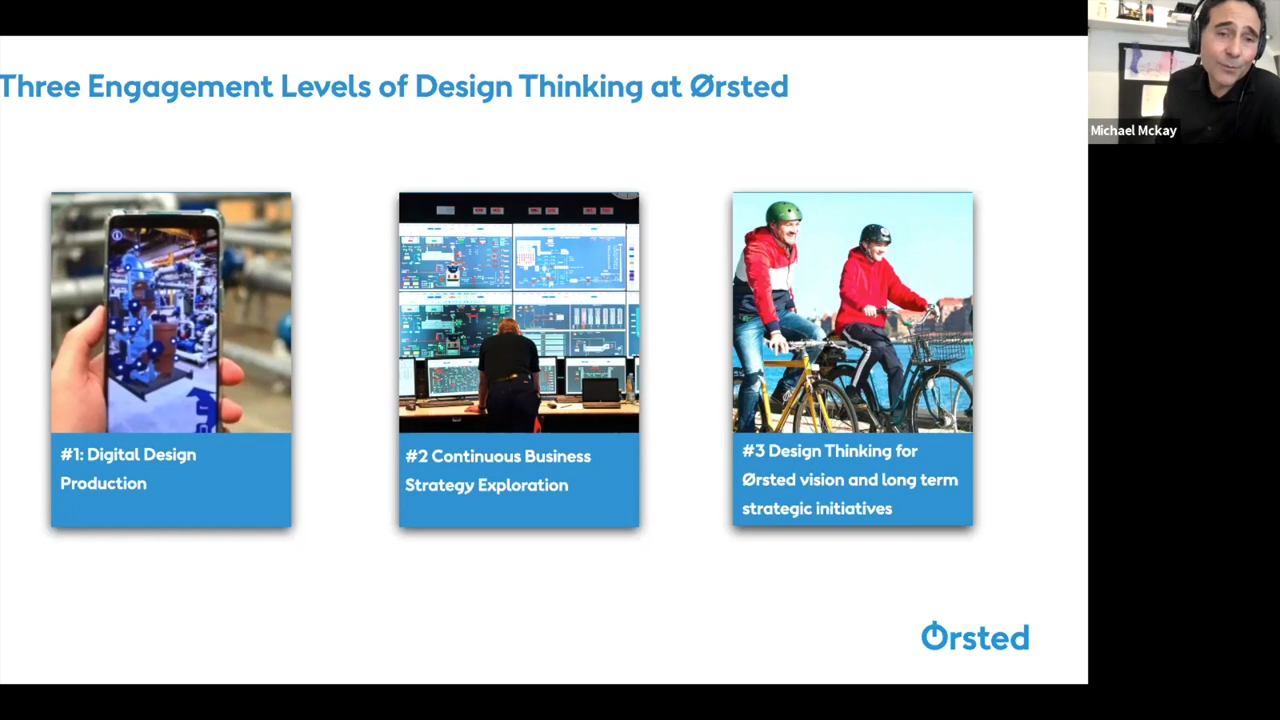 Three Engagement Levels of Design Thinking at Ørsted
Michael Mckay
#1: Digital Design
Production
#2 Continuous Business
Strategy Exploration
#3 Design Thinking for
Ørsted vision and long term
strategic initiatives
Ørsted